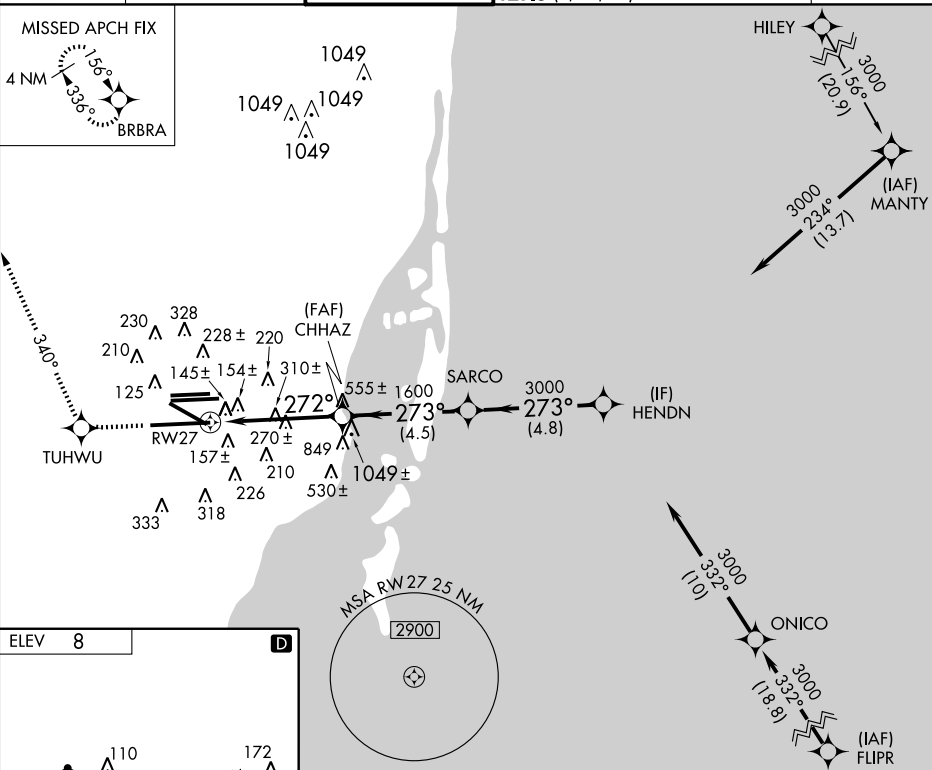 MISSED APCH FIX
4 NM
156°
336°
BRBRA
1049
1049
1049
1049
HILEY
3000
156°
(20.9)
(IAF)
MANTY
3000
234°
(13.7)
340°
230
328
210
228 ±
220
145 ±
154 ±
310 ±
125
(FAF)
CHHAZ
555 ±
1600
273°
(4.5)
SARCO
3000
273°
(4.8)
(IF)
HENDN
272°
RW27
TUHWU
157 ±
270 ±
849
210
1049 ±
226
530 ±
333
318
MSA RW 27 25 NM
2900
3000
332°
(10)
ONICO
3000
332°
(18.8)
(IAF)
FLIPR
ELEV 8
D
110
172